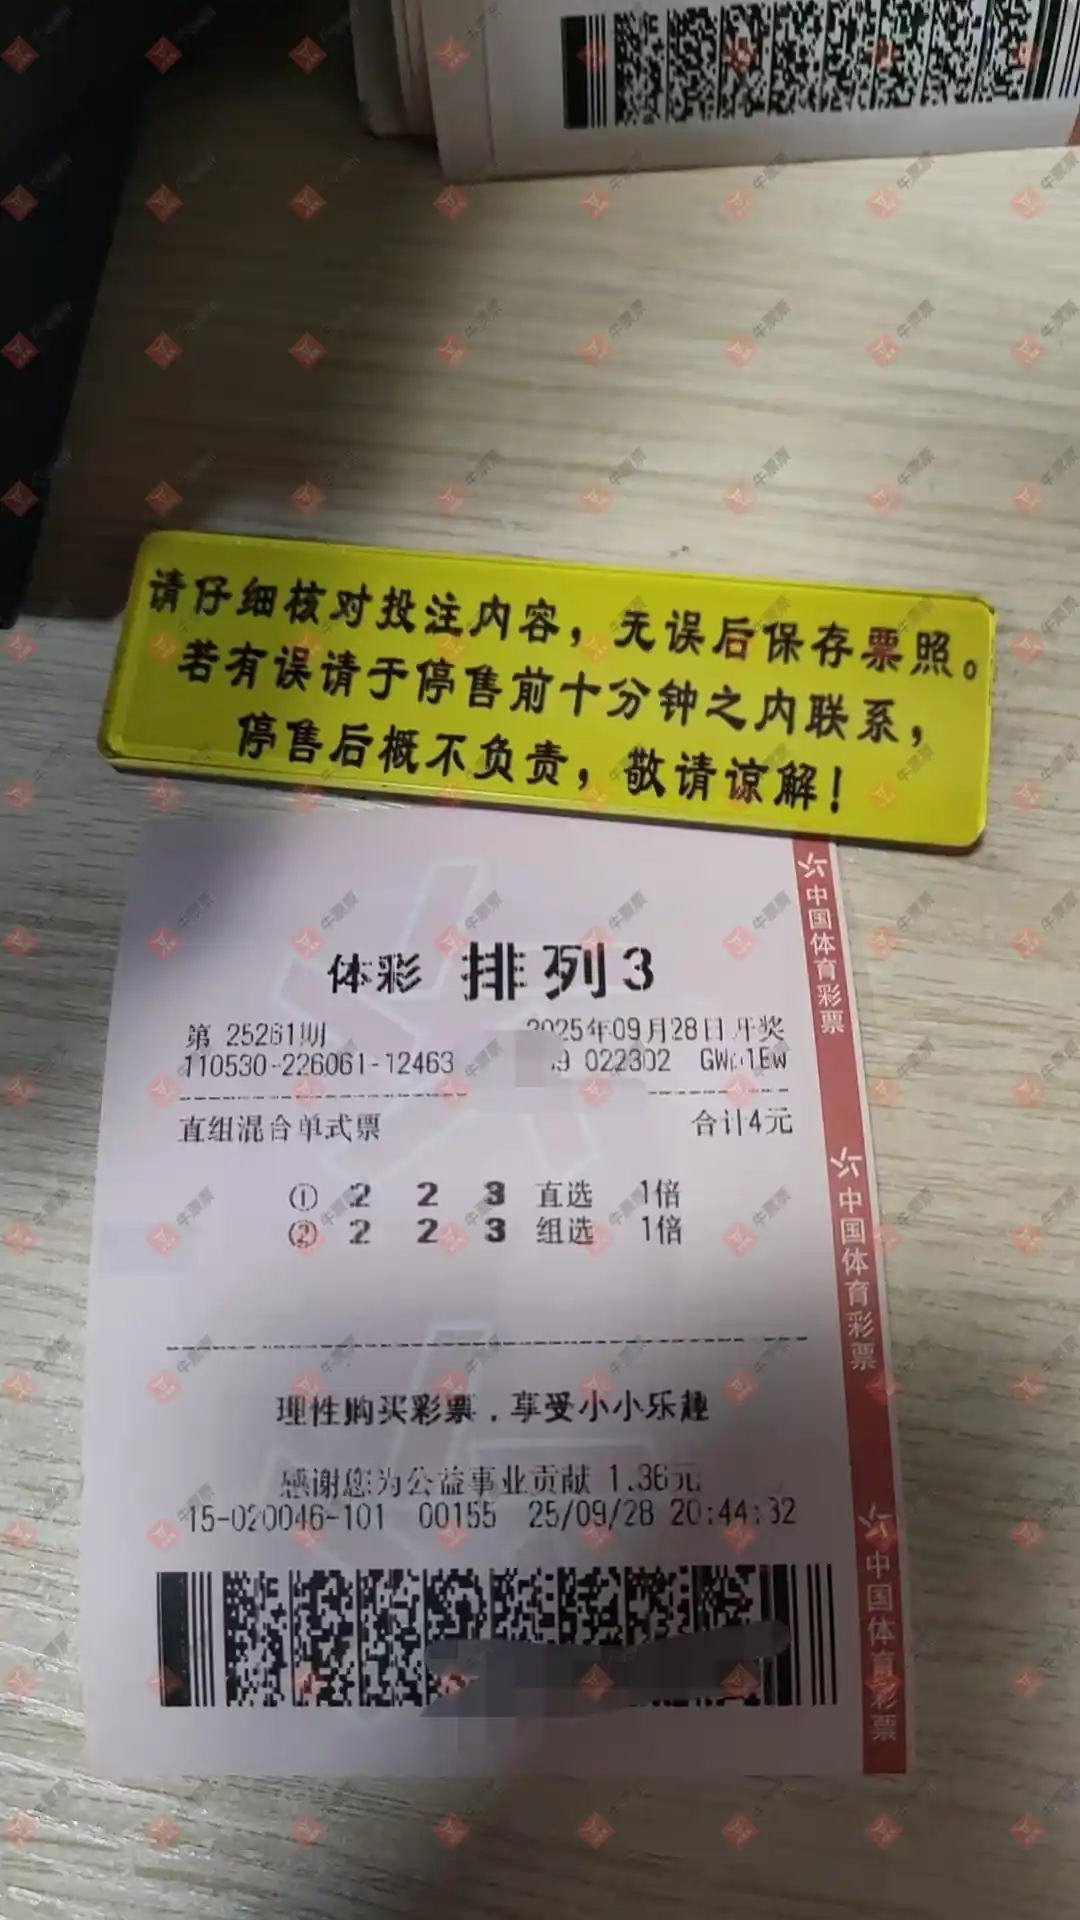 请仔细核对投注内容，无误后保存票照。
若有误请于停售前十分钟之内联系，
停售后概不负责，敬请谅解！
体彩 排列3
第 25261期 2025年09月28日开奖
110530-226061-12463 022302
直组混合单式票 合计4元
① 2 2 3 直选 1倍
② 2 2 3 组选 1倍
理性购买彩票，享受小小乐趣
感谢您为公益事业贡献 1.36元
15-020046-101 00155 25/09/28 20:44:32
中国体育彩票
中国体育彩票
中国体育彩票
牛票票